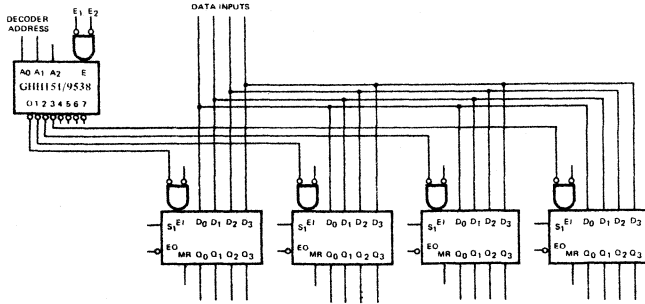 DECODER
ADDRESS
E1 E2
DATA INPUTS
A0 A1 A2 E
GHH151/9538
0 1 2 3 4 5 6 7
S1 EI D0 D1 D2 D3
EO
MR Q0 Q1 Q2 Q3
S1 EI D0 D1 D2 D3
EO
MR Q0 Q1 Q2 Q3
S1 EI D0 D1 D2 D3
EO
MR Q0 Q1 Q2 Q3
S1 EI D0 D1 D2 D3
EO
MR Q0 Q1 Q2 Q3